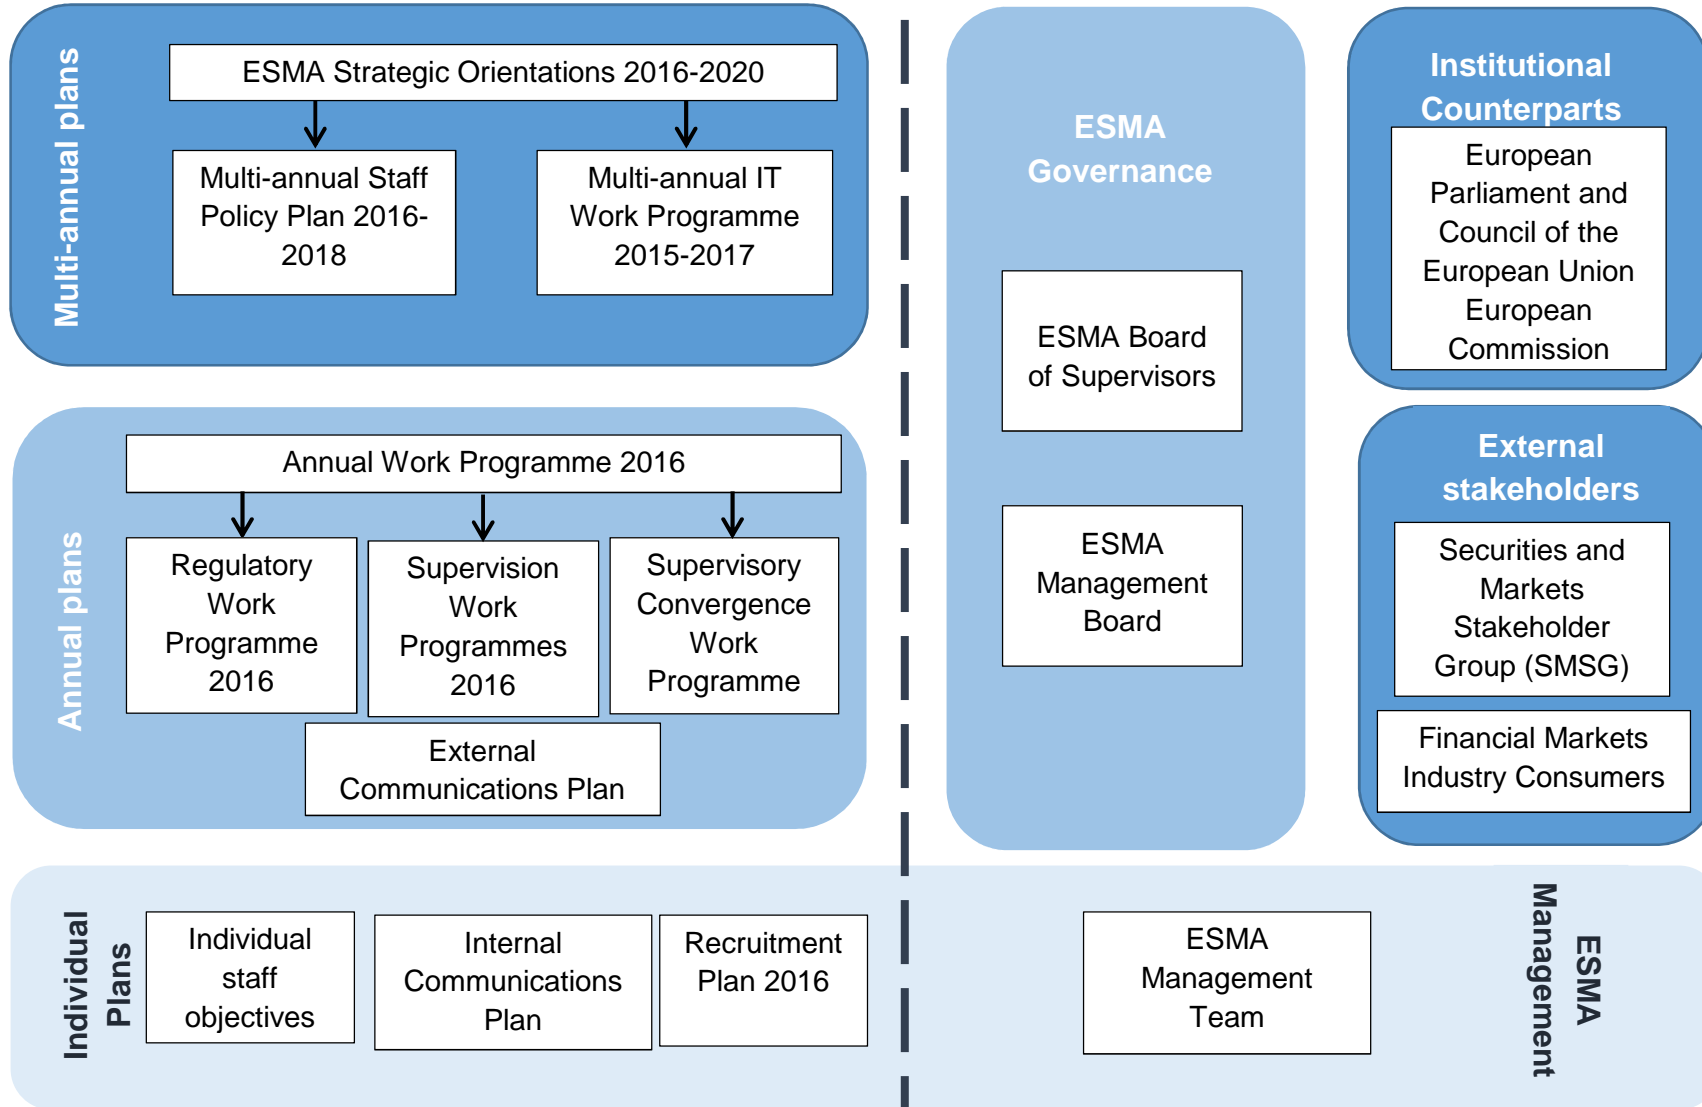 Multi-annual plans
ESMA Strategic Orientations 2016-2020
Multi-annual Staff
Policy Plan 2016-
2018
Multi-annual IT
Work Programme
2015-2017
Annual plans
Annual Work Programme 2016
Regulatory
Work
Programme
2016
Supervision
Work
Programmes
2016
Supervisory
Convergence
Work
Programme
External
Communications Plan
Individual
Plans
Individual
staff
objectives
Internal
Communications
Plan
Recruitment
Plan 2016
ESMA
Governance
ESMA Board
of Supervisors
ESMA
Management
Board
Institutional
Counterparts
European
Parliament and
Council of the
European Union
European
Commission
External
stakeholders
Securities and
Markets
Stakeholder
Group (SMSG)
Financial Markets
Industry Consumers
ESMA
Management
Team
ESMA
Management